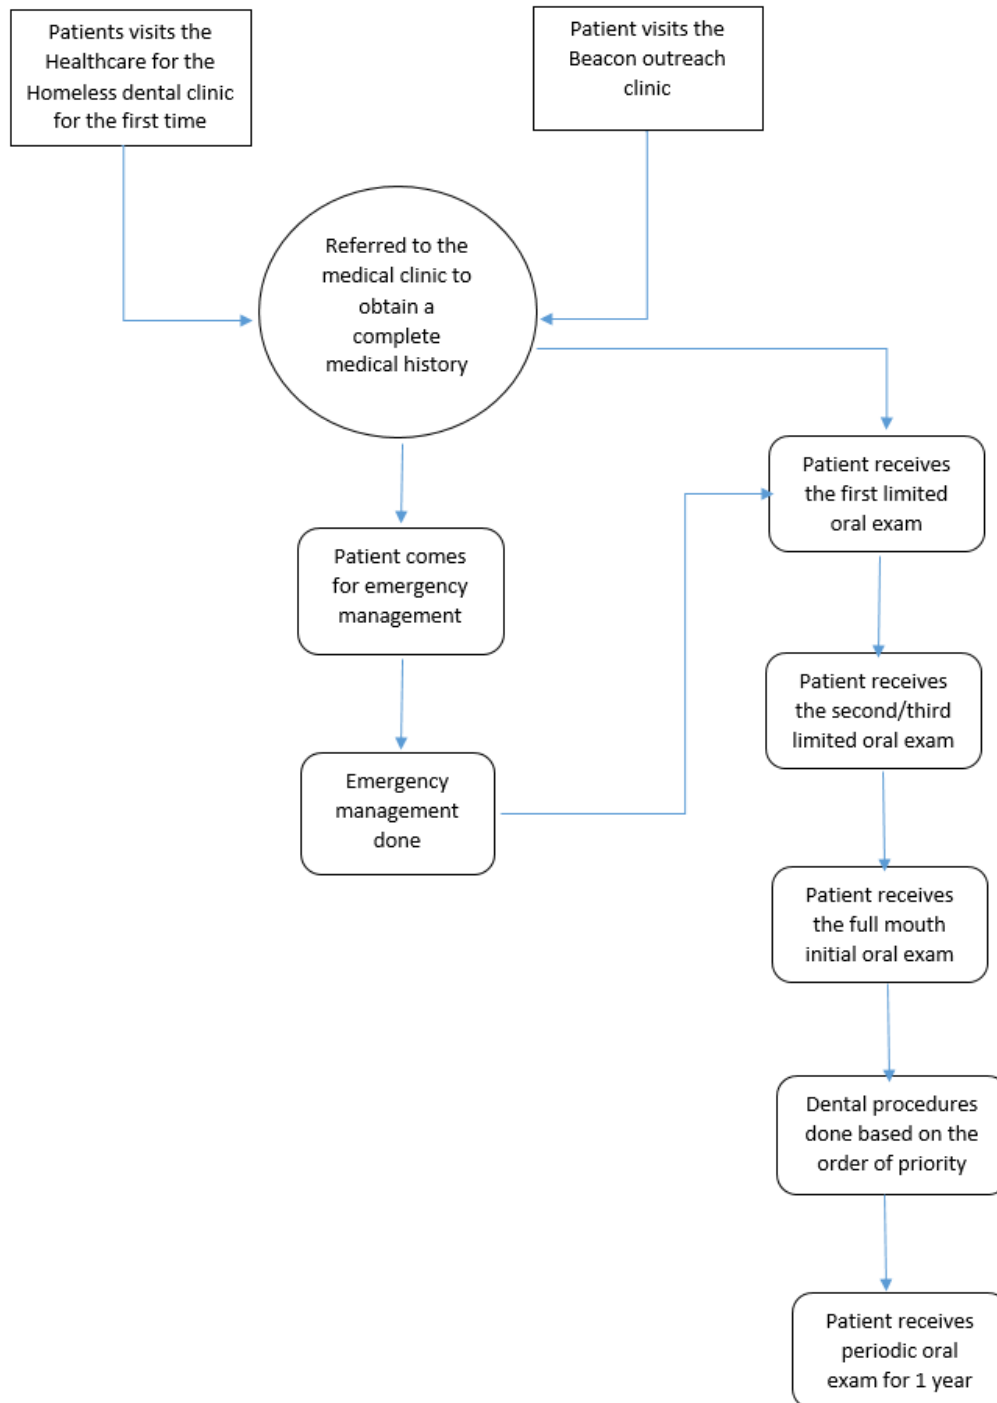 Patients visits the
Healthcare for the
Homeless dental clinic
for the first time
Patient visits the
Beacon outreach
clinic
Referred to the
medical clinic to
obtain a
complete
medical history
Patient comes
for emergency
management
Emergency
management
done
Patient receives
the first limited
oral exam
Patient receives
the second/third
limited oral exam
Patient receives
the full mouth
initial oral exam
Dental procedures
done based on the
order of priority
Patient receives
periodic oral
exam for 1 year